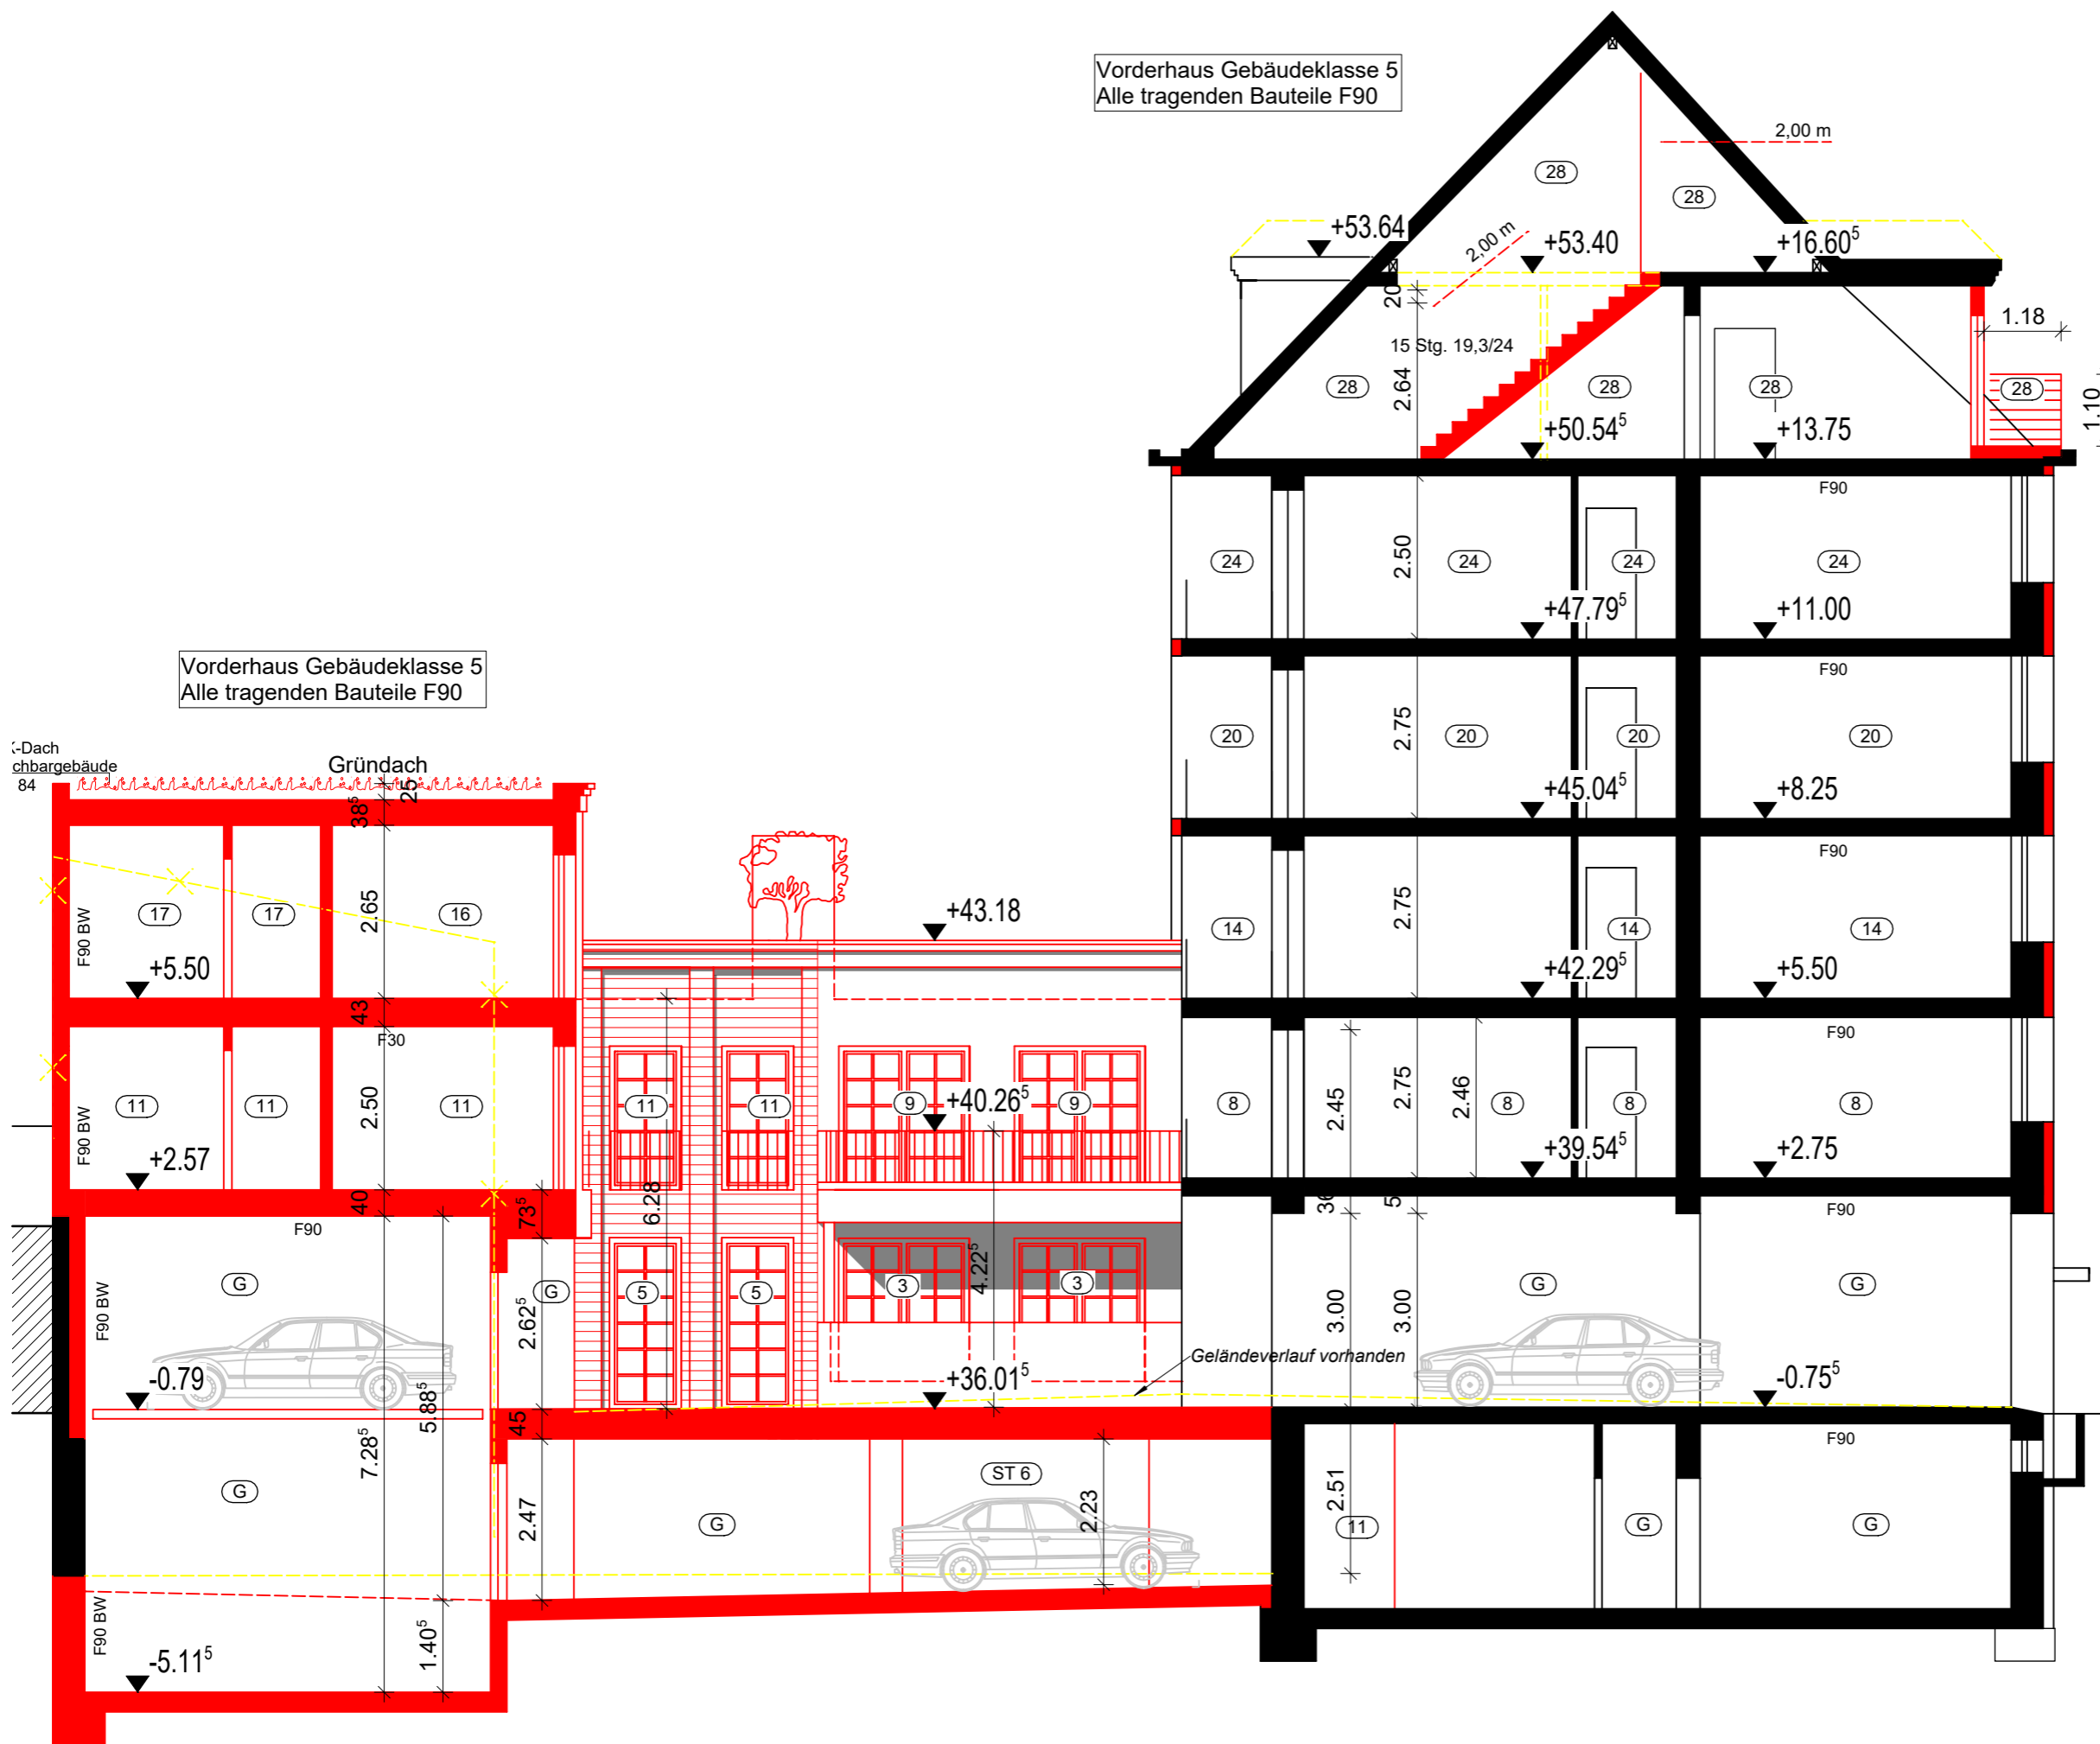 Vorderhaus Gebäudeklasse 5
Alle tragenden Bauteile F90
2,00 m
28
28
+53.64
2,00 m
+53.40
+16.60⁵
20
1.18
15 Stg. 19,3/24
2.64
28
28
28
28
1.10
+50.54⁵
+13.75
F90
2.50
24
24
24
24
+47.79⁵
+11.00
Vorderhaus Gebäudeklasse 5
Alle tragenden Bauteile F90
F90
2.75
20
20
20
20
+45.04⁵
+8.25
-Dach
chbargebäude
84
Gründach
25
38⁵
F90
2.65
17
17
16
F90 BW
+5.50
+43.18
14
2.75
14
14
+42.29⁵
+5.50
43
F30
F90
2.50
11
11
11
F90 BW
+2.57
11
11
9
9
+40.26⁵
8
2.45
2.75
2.46
8
8
8
+39.54⁵
+2.75
40
73⁵
6.28
F90
F90
G
F90 BW
G
2.62⁵
5
5
3
3
4.22⁵
3.00
3.00
G
G
Geländeverlauf vorhanden
-0.79
+36.01⁵
-0.75⁵
5.88⁵
7.28⁵
45
F90
G
2.47
G
ST 6
2.23
2.51
11
G
G
F90 BW
1.40⁵
-5.11⁵